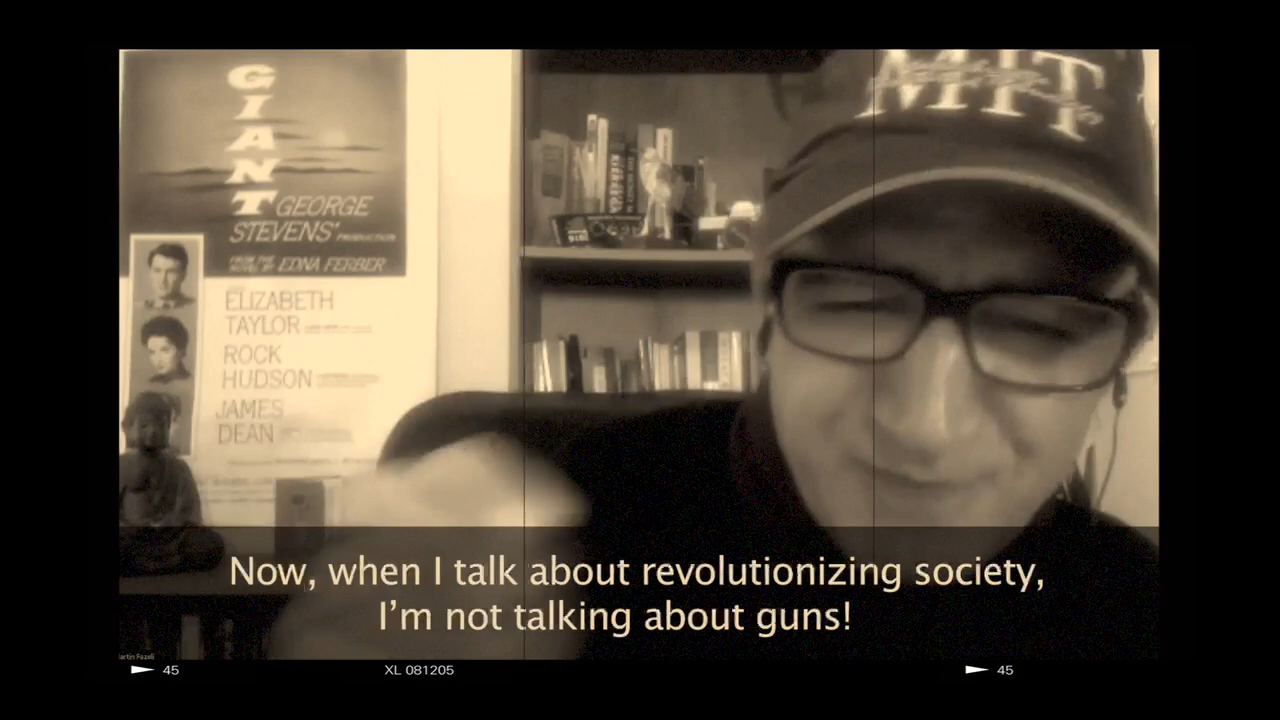 GIANT
GEORGE
STEVENS' PRODUCTION
FROM THE
NOVEL BY EDNA FERBER
ELIZABETH
TAYLOR
ROCK
HUDSON
JAMES
DEAN
MIT
Now, when I talk about revolutionizing society,
I'm not talking about guns!
45
XL 081205
45